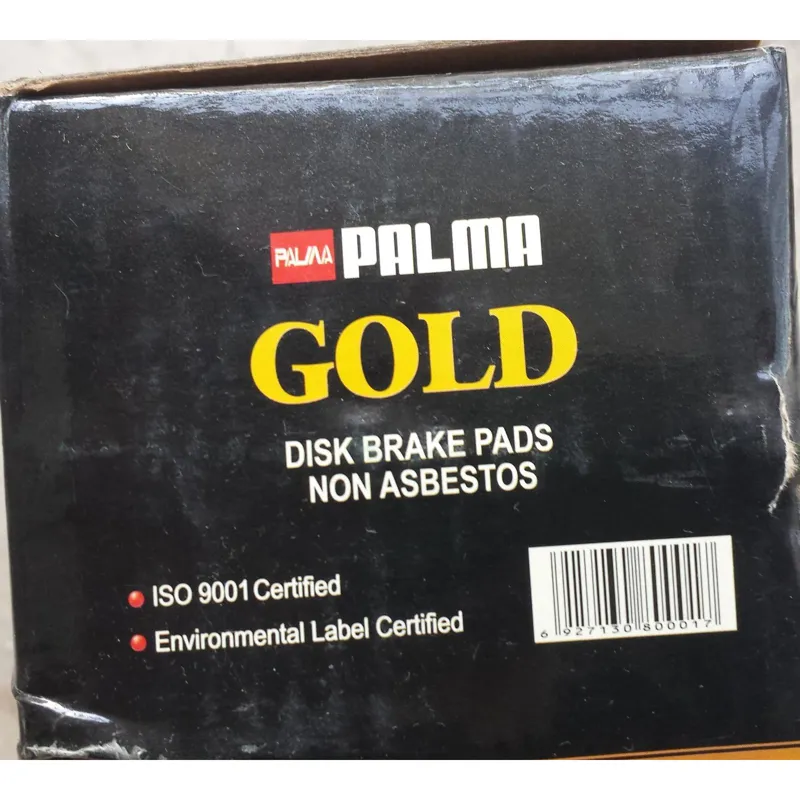 PALMA PALMA
GOLD
DISK BRAKE PADS
NON ASBESTOS
ISO 9001 Certified
Environmental Label Certified
6 927130 800017